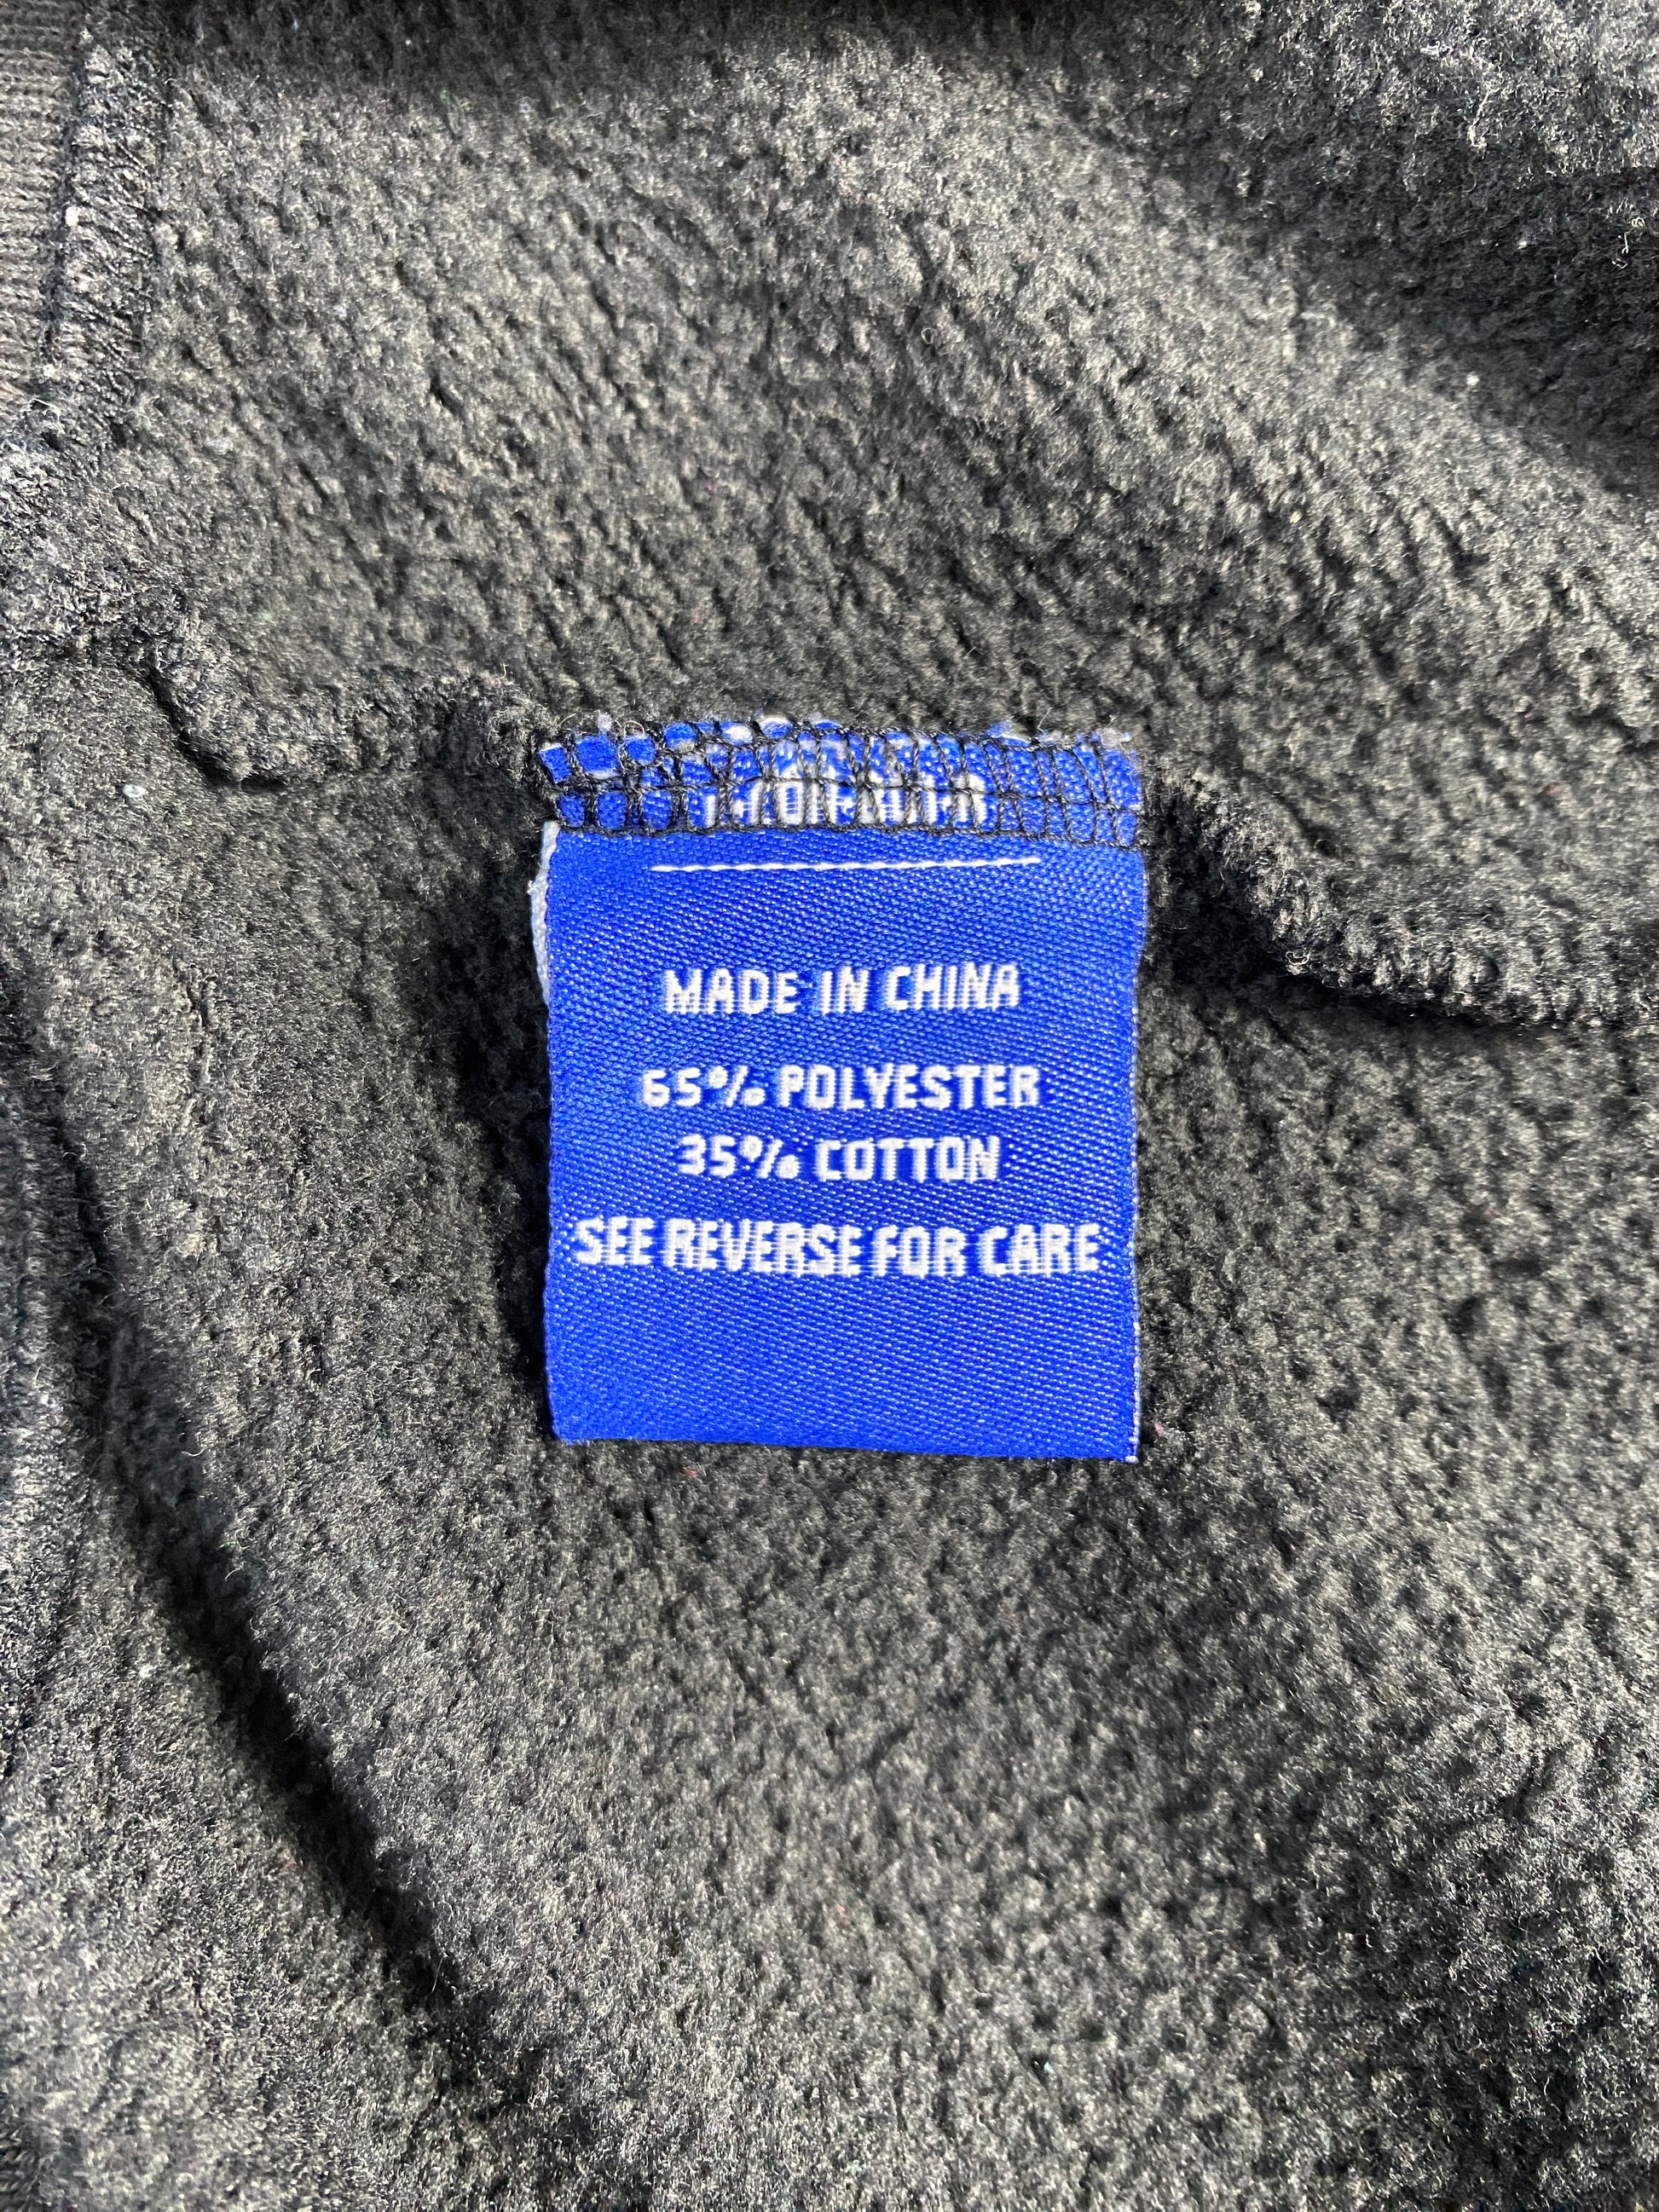 MADE IN CHINA
65% POLYESTER
35% COTTON
SEE REVERSE FOR CARE